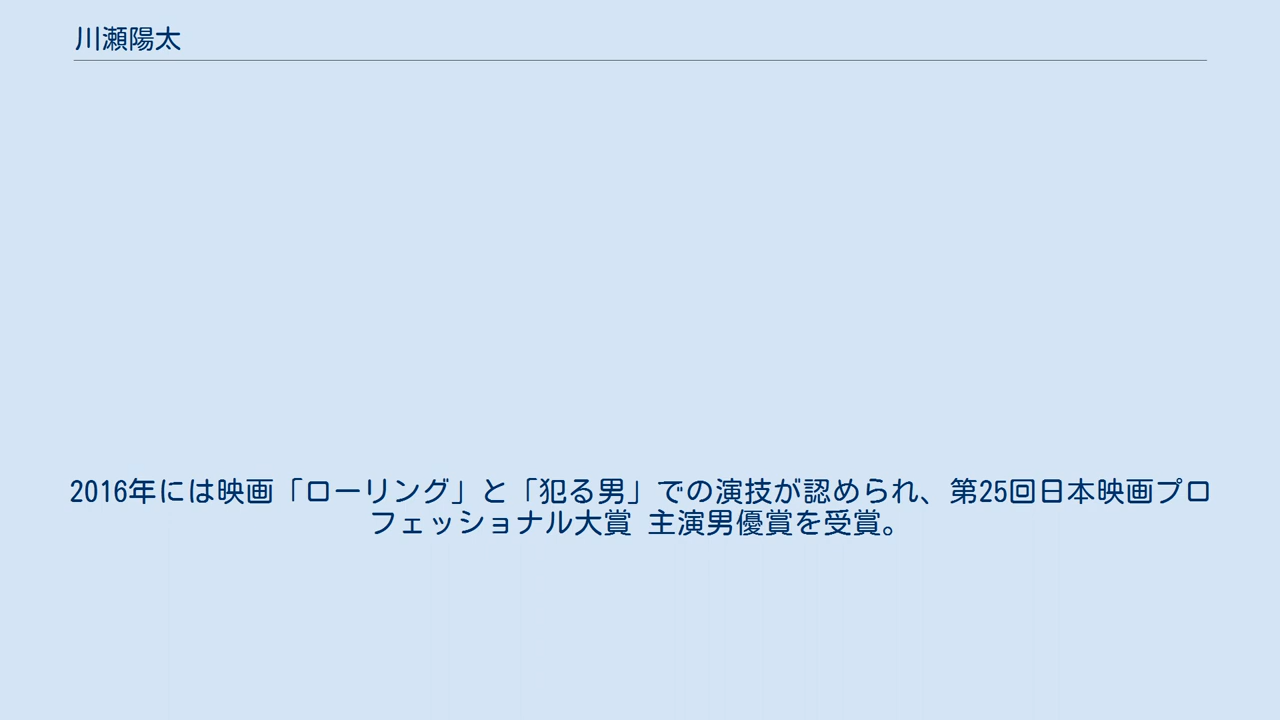 川瀬陽太
2016年には映画「ローリング」と「犯る男」での演技が認められ、第25回日本映画プロ
フェッショナル大賞 主演男優賞を受賞。